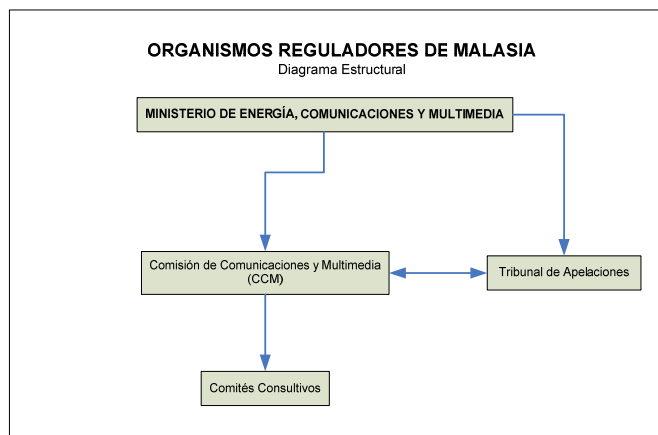 ORGANISMOS REGULADORES DE MALASIA
Diagrama Estructural
MINISTERIO DE ENERGÍA, COMUNICACIONES Y MULTIMEDIA
Comisión de Comunicaciones y Multimedia
(CCM)
Tribunal de Apelaciones
Comités Consultivos